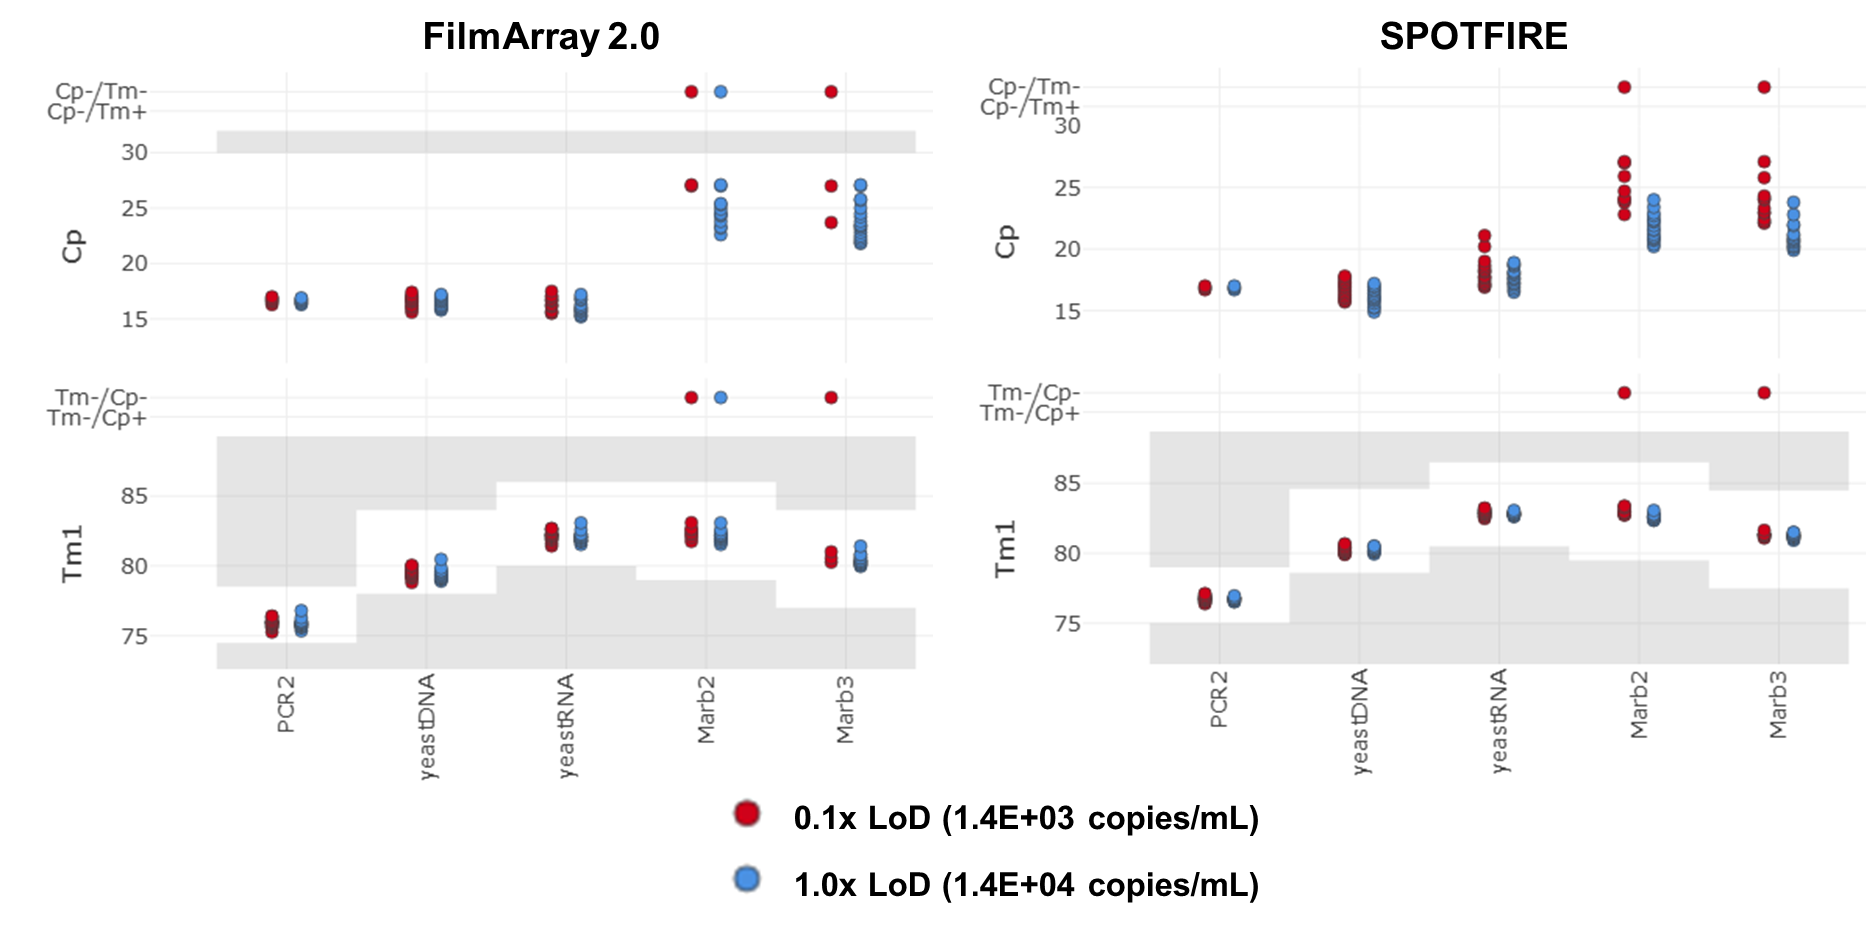 FilmArray 2.0
SPOTFIRE
Cp-/Tm-
Cp-/Tm+
30
25
20
15
Cp
Tm-/Cp-
Tm-/Cp+
85
80
75
Tm1
PCR2
yeastDNA
yeastRNA
Marb2
Marb3
Cp-/Tm-
Cp-/Tm+
30
25
20
15
Cp
Tm-/Cp-
Tm-/Cp+
85
80
75
Tm1
PCR2
yeastDNA
yeastRNA
Marb2
Marb3
0.1x LoD (1.4E+03 copies/mL)
1.0x LoD (1.4E+04 copies/mL)